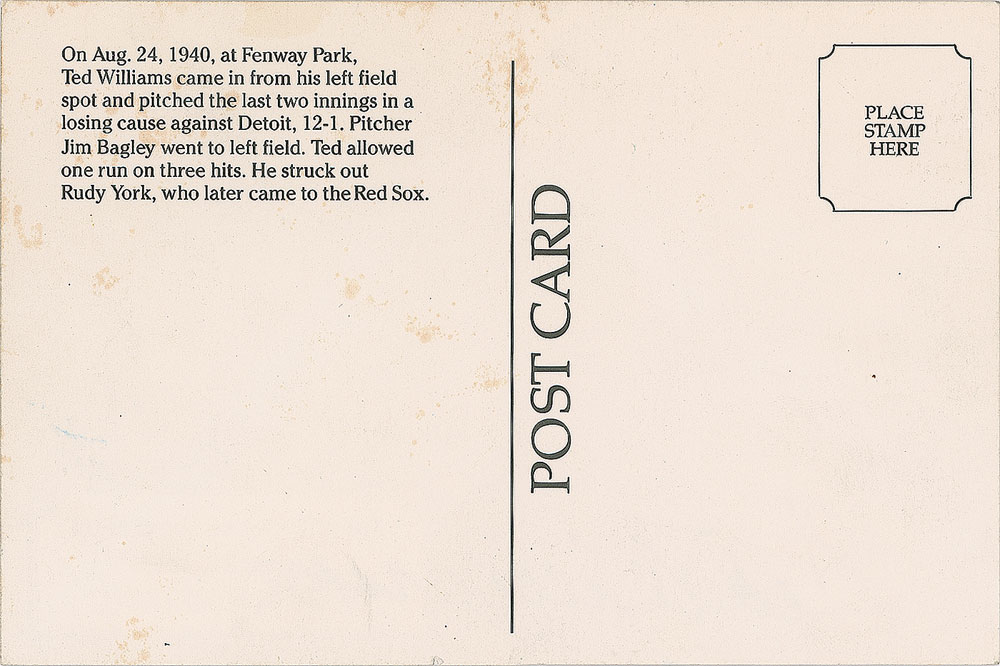 On Aug. 24, 1940, at Fenway Park,
Ted Williams came in from his left field
spot and pitched the last two innings in a
losing cause against Detoit, 12-1. Pitcher
Jim Bagley went to left field. Ted allowed
one run on three hits. He struck out
Rudy York, who later came to the Red Sox.
POST CARD
PLACE
STAMP
HERE